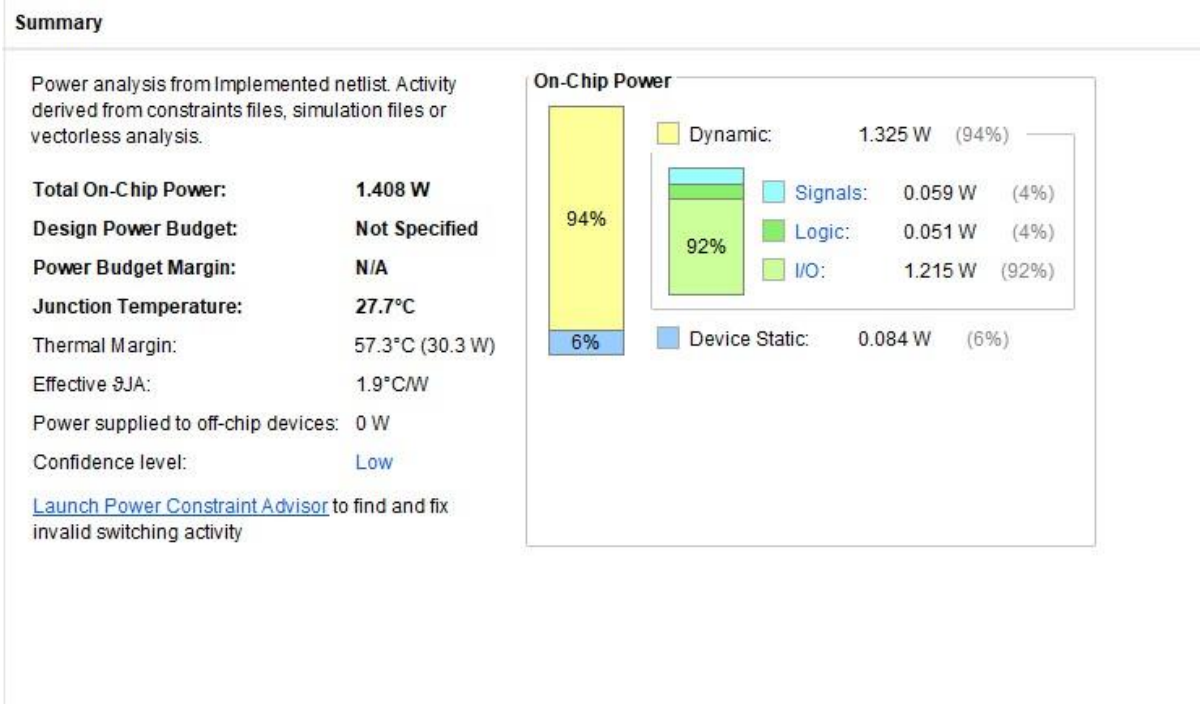 Summary
Power analysis from Implemented netlist. Activity
derived from constraints files, simulation files or
vectorless analysis.
Total On-Chip Power: 1.408 W
Design Power Budget: Not Specified
Power Budget Margin: N/A
Junction Temperature: 27.7°C
Thermal Margin: 57.3°C (30.3 W)
Effective ϑJA: 1.9°C/W
Power supplied to off-chip devices: 0 W
Confidence level: Low
Launch Power Constraint Advisor to find and fix
invalid switching activity
On-Chip Power
94%
6%
Dynamic: 1.325 W (94%)
92%
Signals: 0.059 W (4%)
Logic: 0.051 W (4%)
I/O: 1.215 W (92%)
Device Static: 0.084 W (6%)